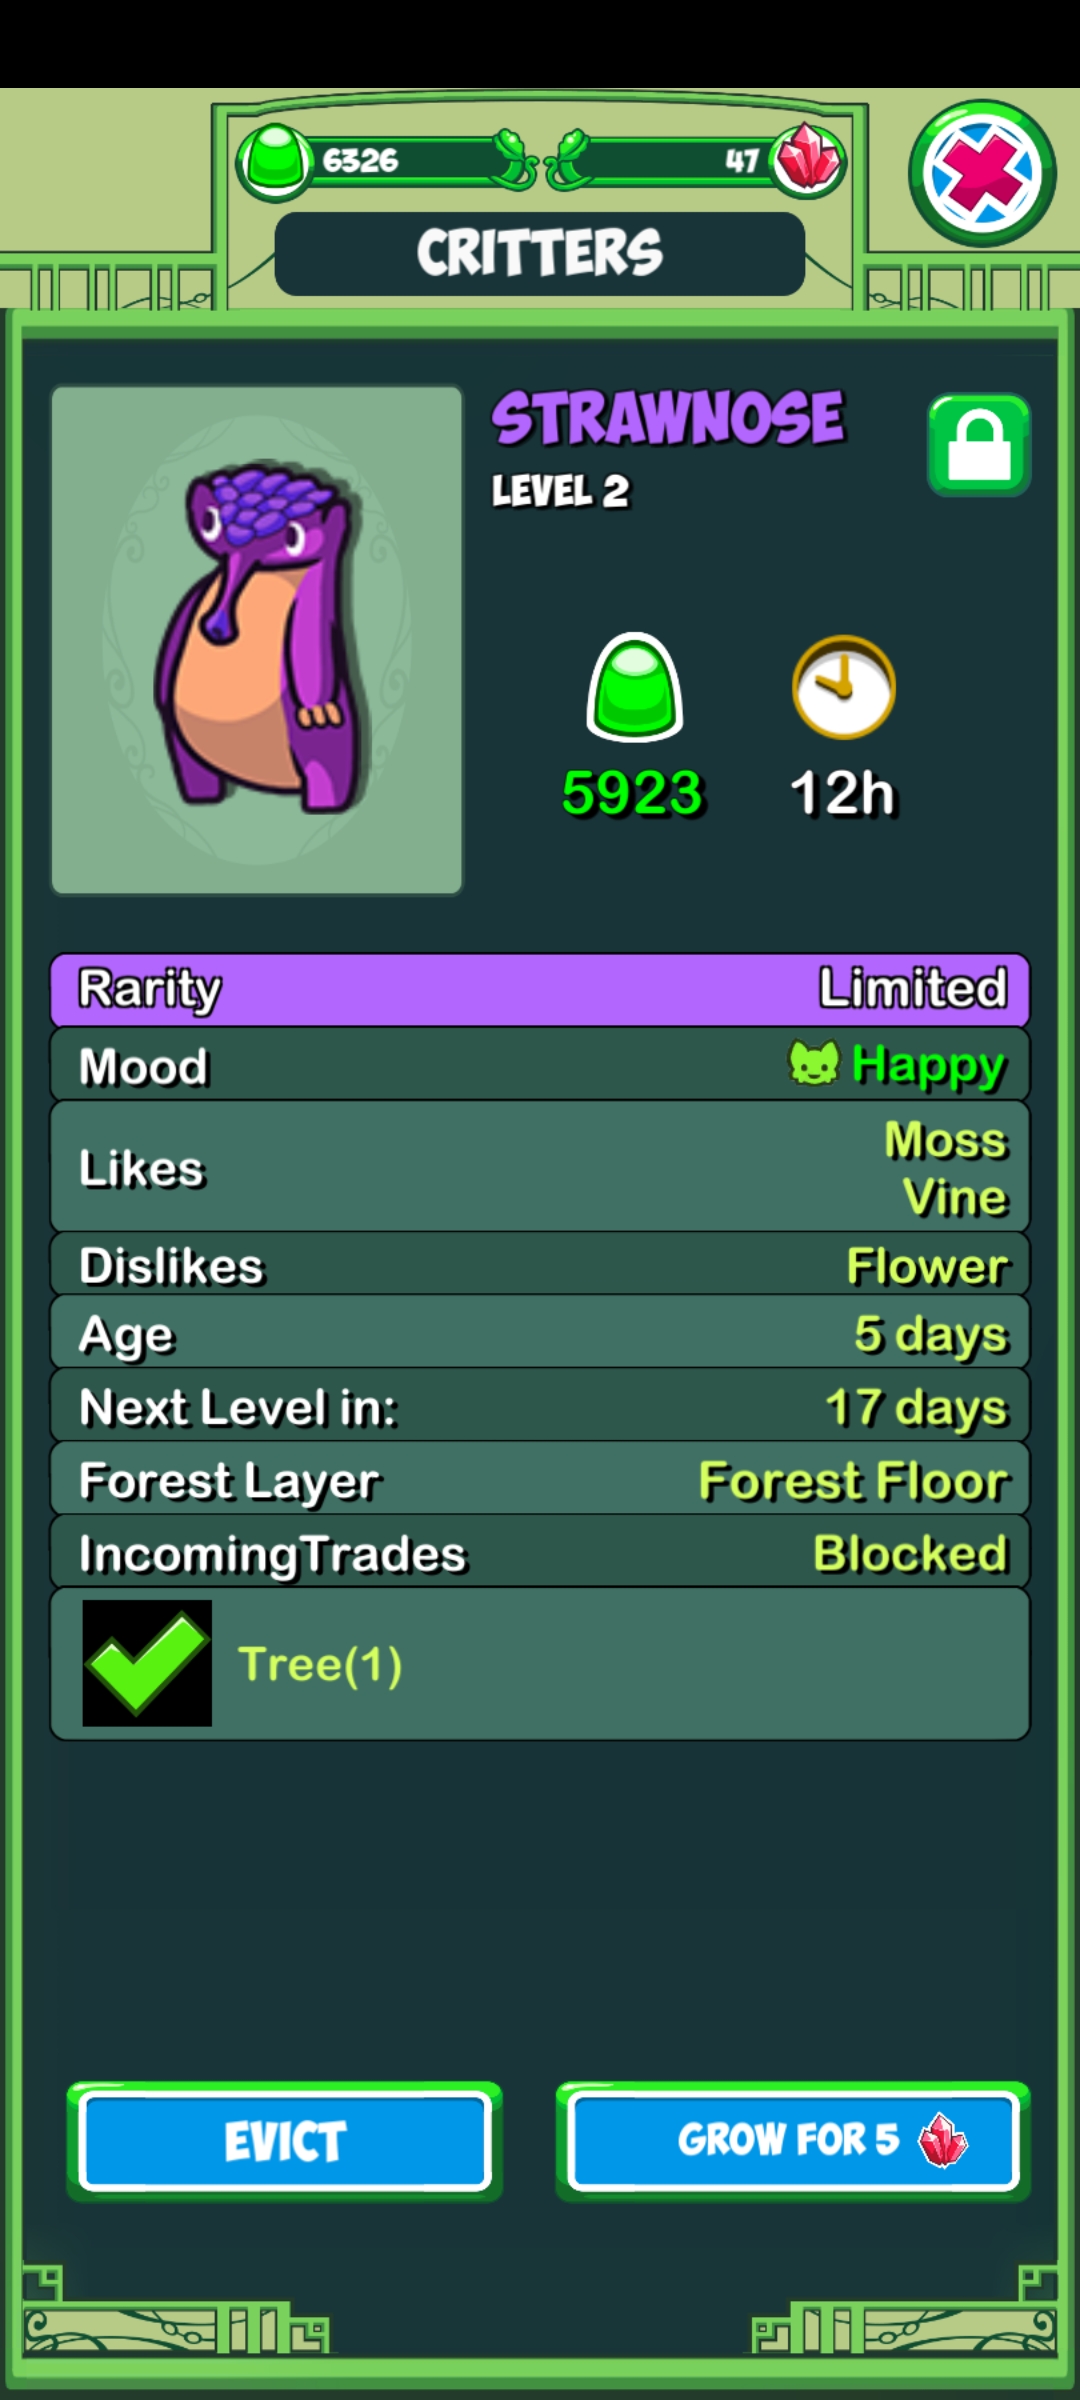 6326
47
CRITTERS
STRAWNOSE
LEVEL 2
5923
12h
Rarity Limited
Mood Happy
Likes Moss
Vine
Dislikes Flower
Age 5 days
Next Level in: 17 days
Forest Layer Forest Floor
IncomingTrades Blocked
Tree(1)
EVICT
GROW FOR 5